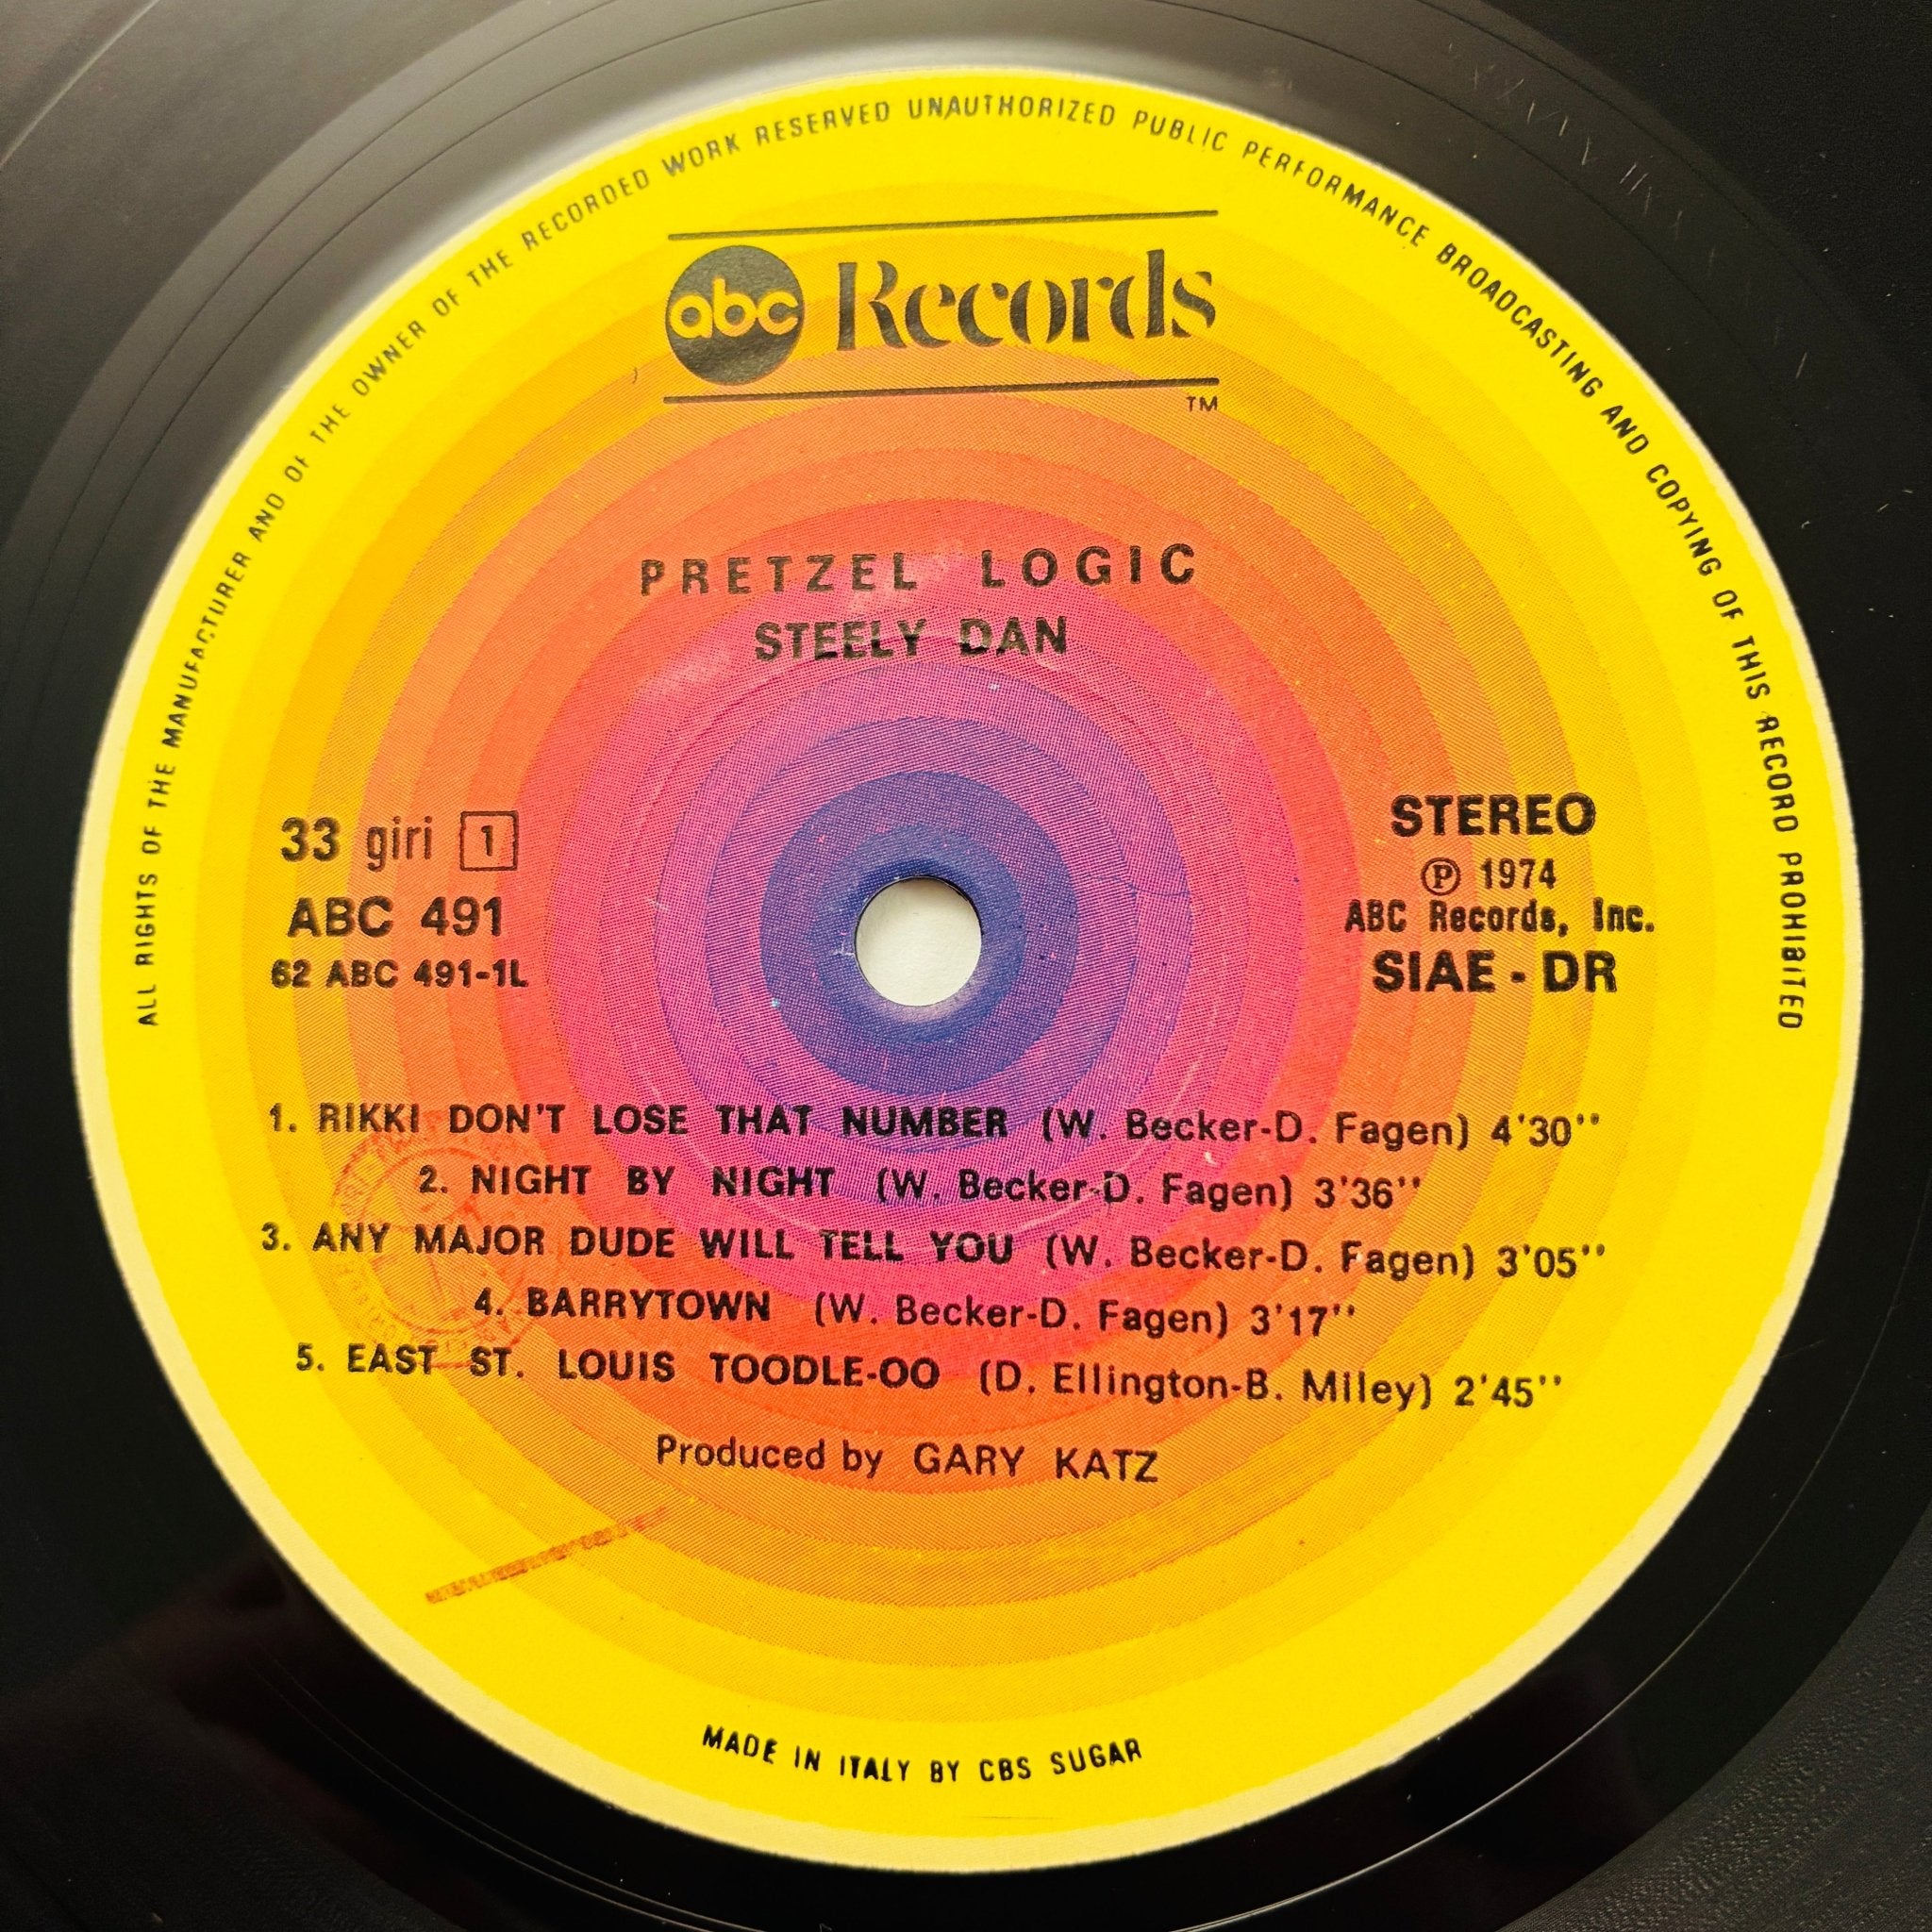 ALL RIGHTS OF THE MANUFACTURER AND OF THE OWNER OF THE RECORDED WORK RESERVED UNAUTHORIZED PUBLIC PERFORMANCE BROADCASTING AND COPYING OF THIS RECORD PROHIBITED
abc Records
TM
PRETZEL LOGIC
STEELY DAN
33 giri 1
ABC 491
62 ABC 491-1L
STEREO
℗ 1974
ABC Records, Inc.
SIAE - DR
1. RIKKI DON'T LOSE THAT NUMBER (W. Becker-D. Fagen) 4'30''
2. NIGHT BY NIGHT (W. Becker-D. Fagen) 3'36''
3. ANY MAJOR DUDE WILL TELL YOU (W. Becker-D. Fagen) 3'05''
4. BARRYTOWN (W. Becker-D. Fagen) 3'17''
5. EAST ST. LOUIS TOODLE-OO (D. Ellington-B. Miley) 2'45''
Produced by GARY KATZ
MADE IN ITALY BY CBS SUGAR